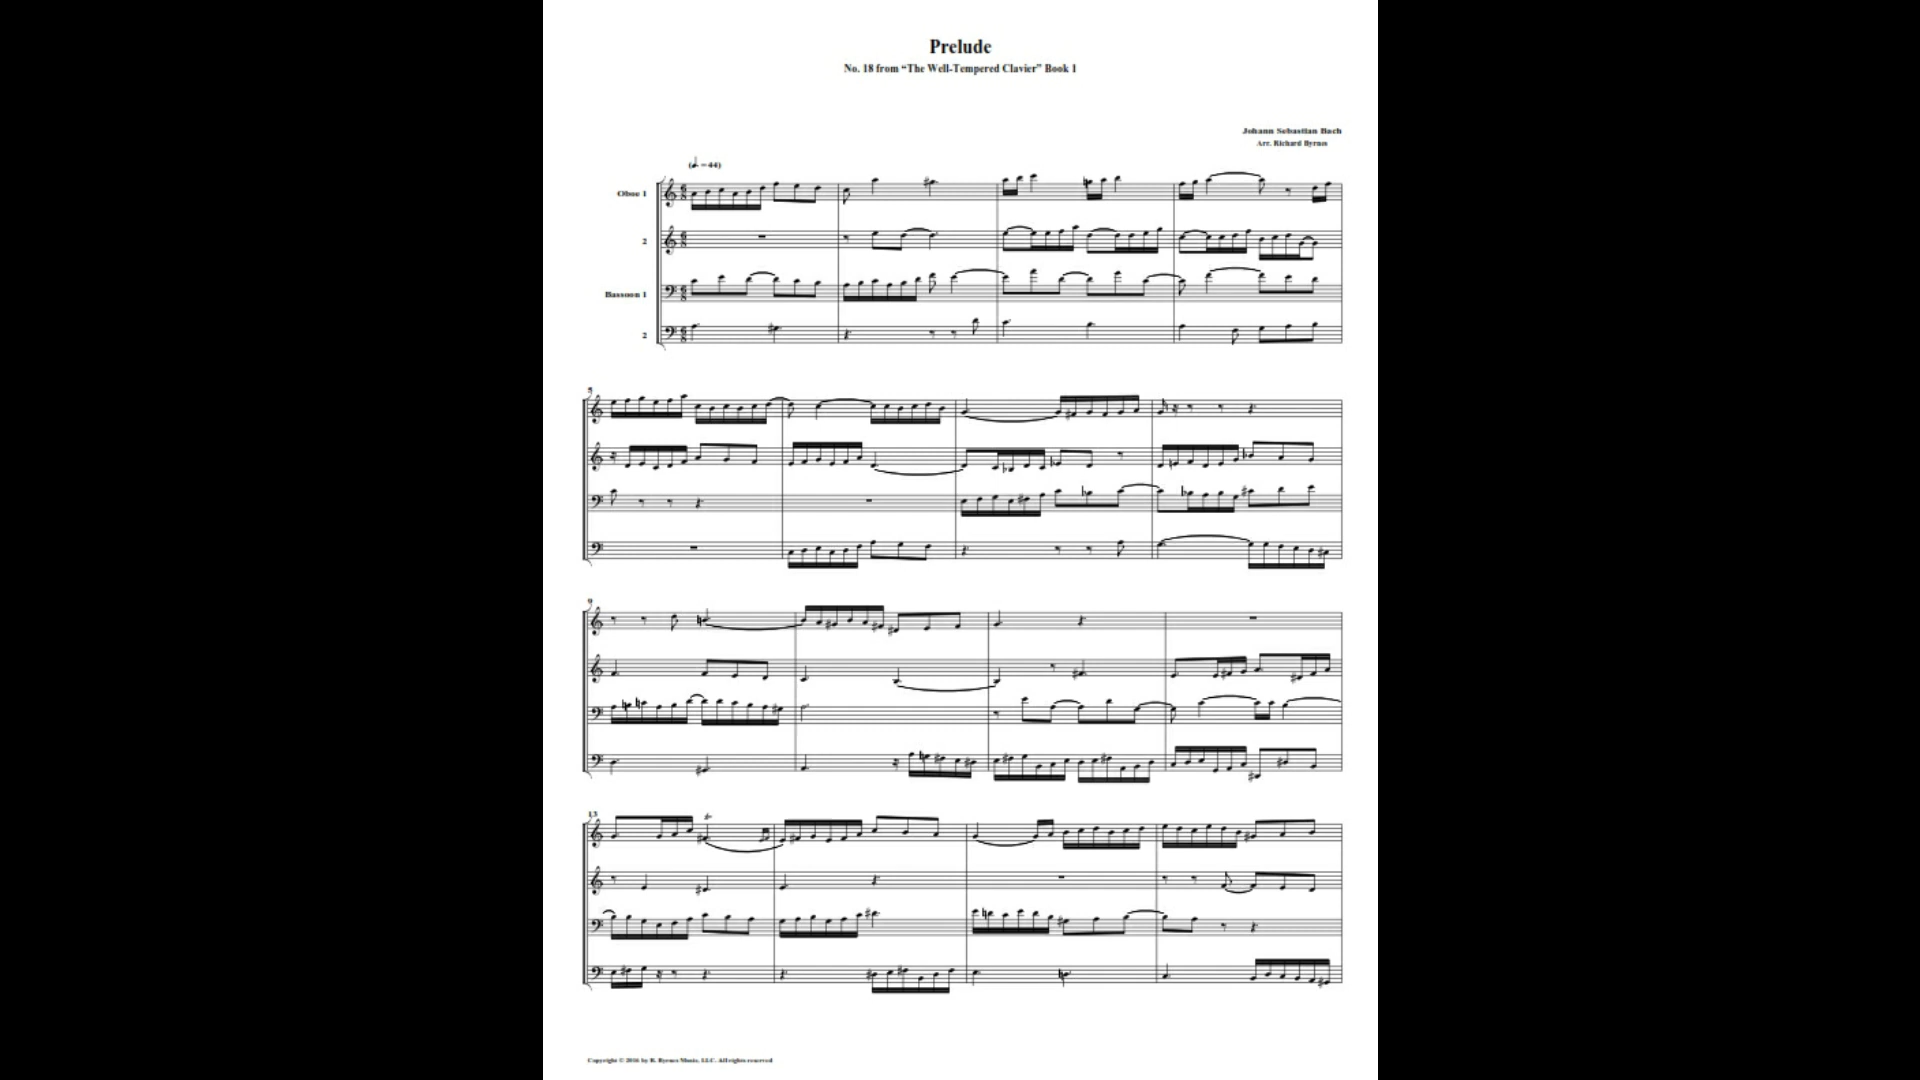 Prelude
No. 18 from “The Well-Tempered Clavier” Book 1
Johann Sebastian Bach
Arr. Richard Byrnes
(♩. = 44)
Oboe 1
2
Bassoon 1
2
5
9
13
Copyright © 2016 by R. Byrnes Music, LLC. All rights reserved